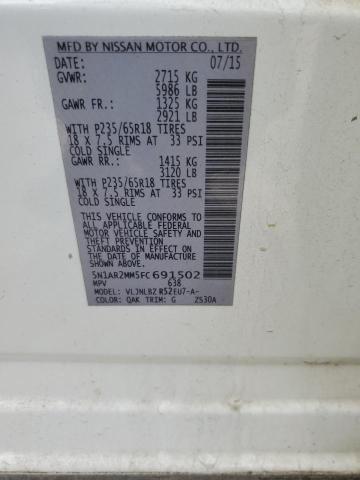 MFD BY NISSAN MOTOR CO., LTD.
DATE: 07/15
GVWR: 2715 KG
5986 LB
GAWR FR.: 1325 KG
2921 LB
WITH P235/65R18 TIRES
18 X 7.5 RIMS AT 33 PSI
COLD SINGLE
GAWR RR.: 1415 KG
3120 LB
WITH P235/65R18 TIRES
18 X 7.5 RIMS AT 33 PSI
COLD SINGLE
THIS VEHICLE CONFORMS TO ALL
APPLICABLE FEDERAL MOTOR
VEHICLE SAFETY AND THEFT
PREVENTION STANDARDS IN
EFFECT ON THE DATE OF
MANUFACTURE SHOWN ABOVE.
5N1AR2MM5FC691502
MPV 638
MODEL: VLJNLBZ R52EU7-A-
COLOR: QAK TRIM: G ZS30A